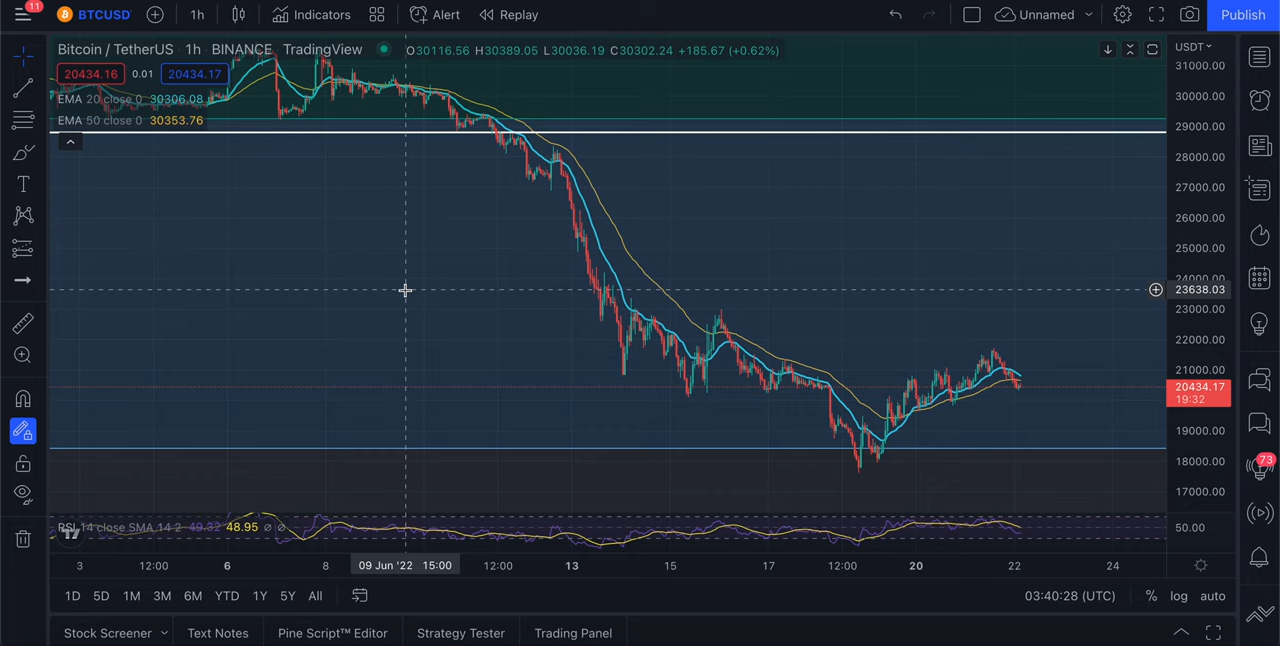 11 BTCUSD 1h Indicators Alert Replay Unnamed Publish
Bitcoin / TetherUS 1h BINANCE TradingView O30116.56 H30389.05 L30036.19 C30302.24 +185.67 (+0.62%)
USDT
20434.16 0.01 20434.17
EMA 20 close 0 30306.08
EMA 50 close 0 30353.76
31000.00
30000.00
29000.00
28000.00
27000.00
26000.00
25000.00
24000.00
23638.03
23000.00
22000.00
21000.00
20434.17
19:32
19000.00
18000.00
17000.00
73
RSI 14 close SMA 14 2 49.32 48.95 ∅ ∅
50.00
3 12:00 6 8 09 Jun '22 15:00 12:00 13 15 17 12:00 20 22 24
1D 5D 1M 3M 6M YTD 1Y 5Y All 03:40:28 (UTC) % log auto
Stock Screener Text Notes Pine Script™ Editor Strategy Tester Trading Panel